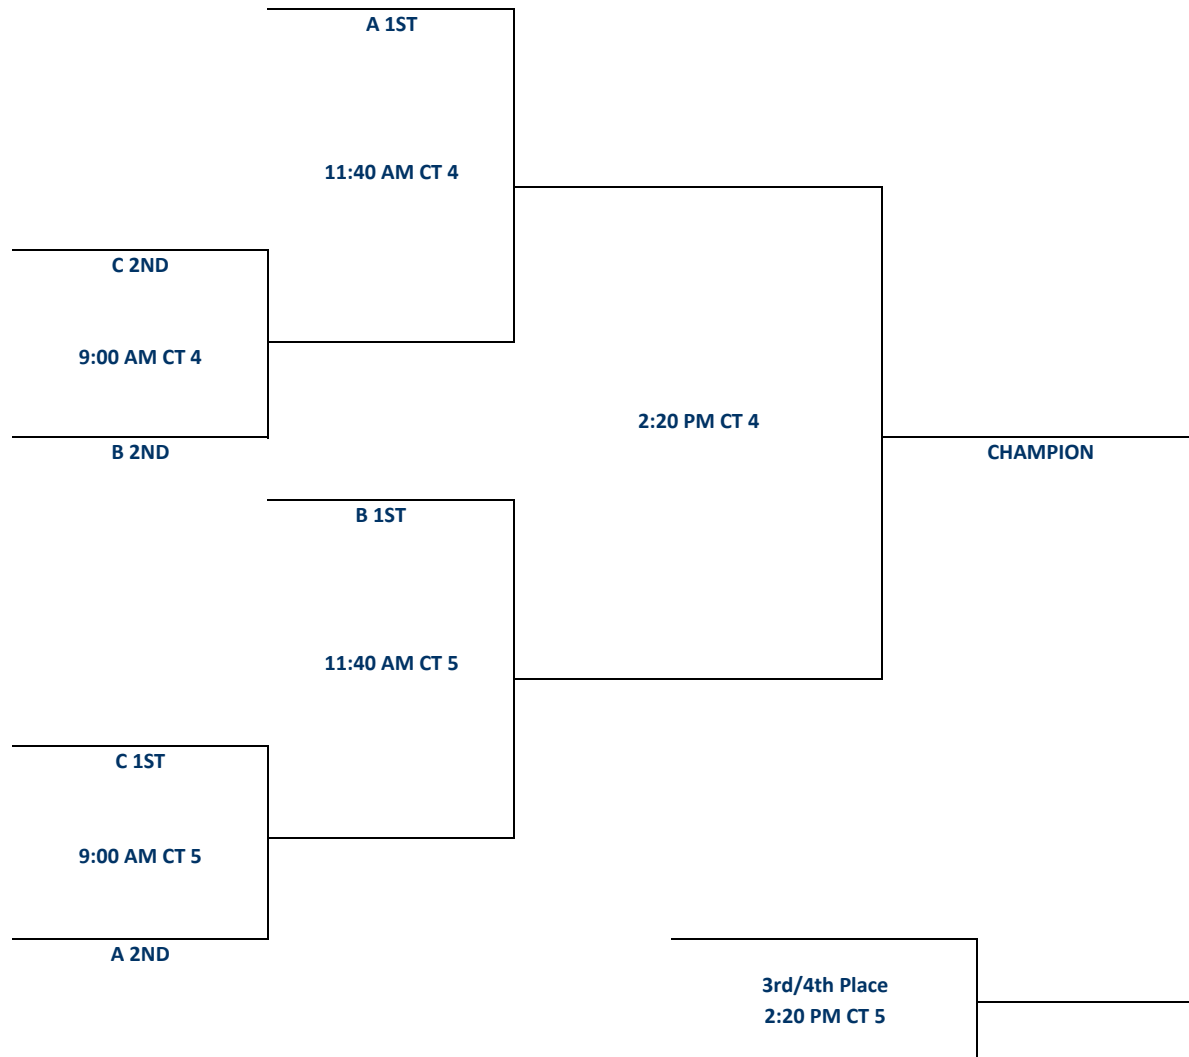 A 1ST
11:40 AM CT 4
C 2ND
9:00 AM CT 4
B 2ND
2:20 PM CT 4
CHAMPION
B 1ST
11:40 AM CT 5
C 1ST
9:00 AM CT 5
A 2ND
3rd/4th Place
2:20 PM CT 5